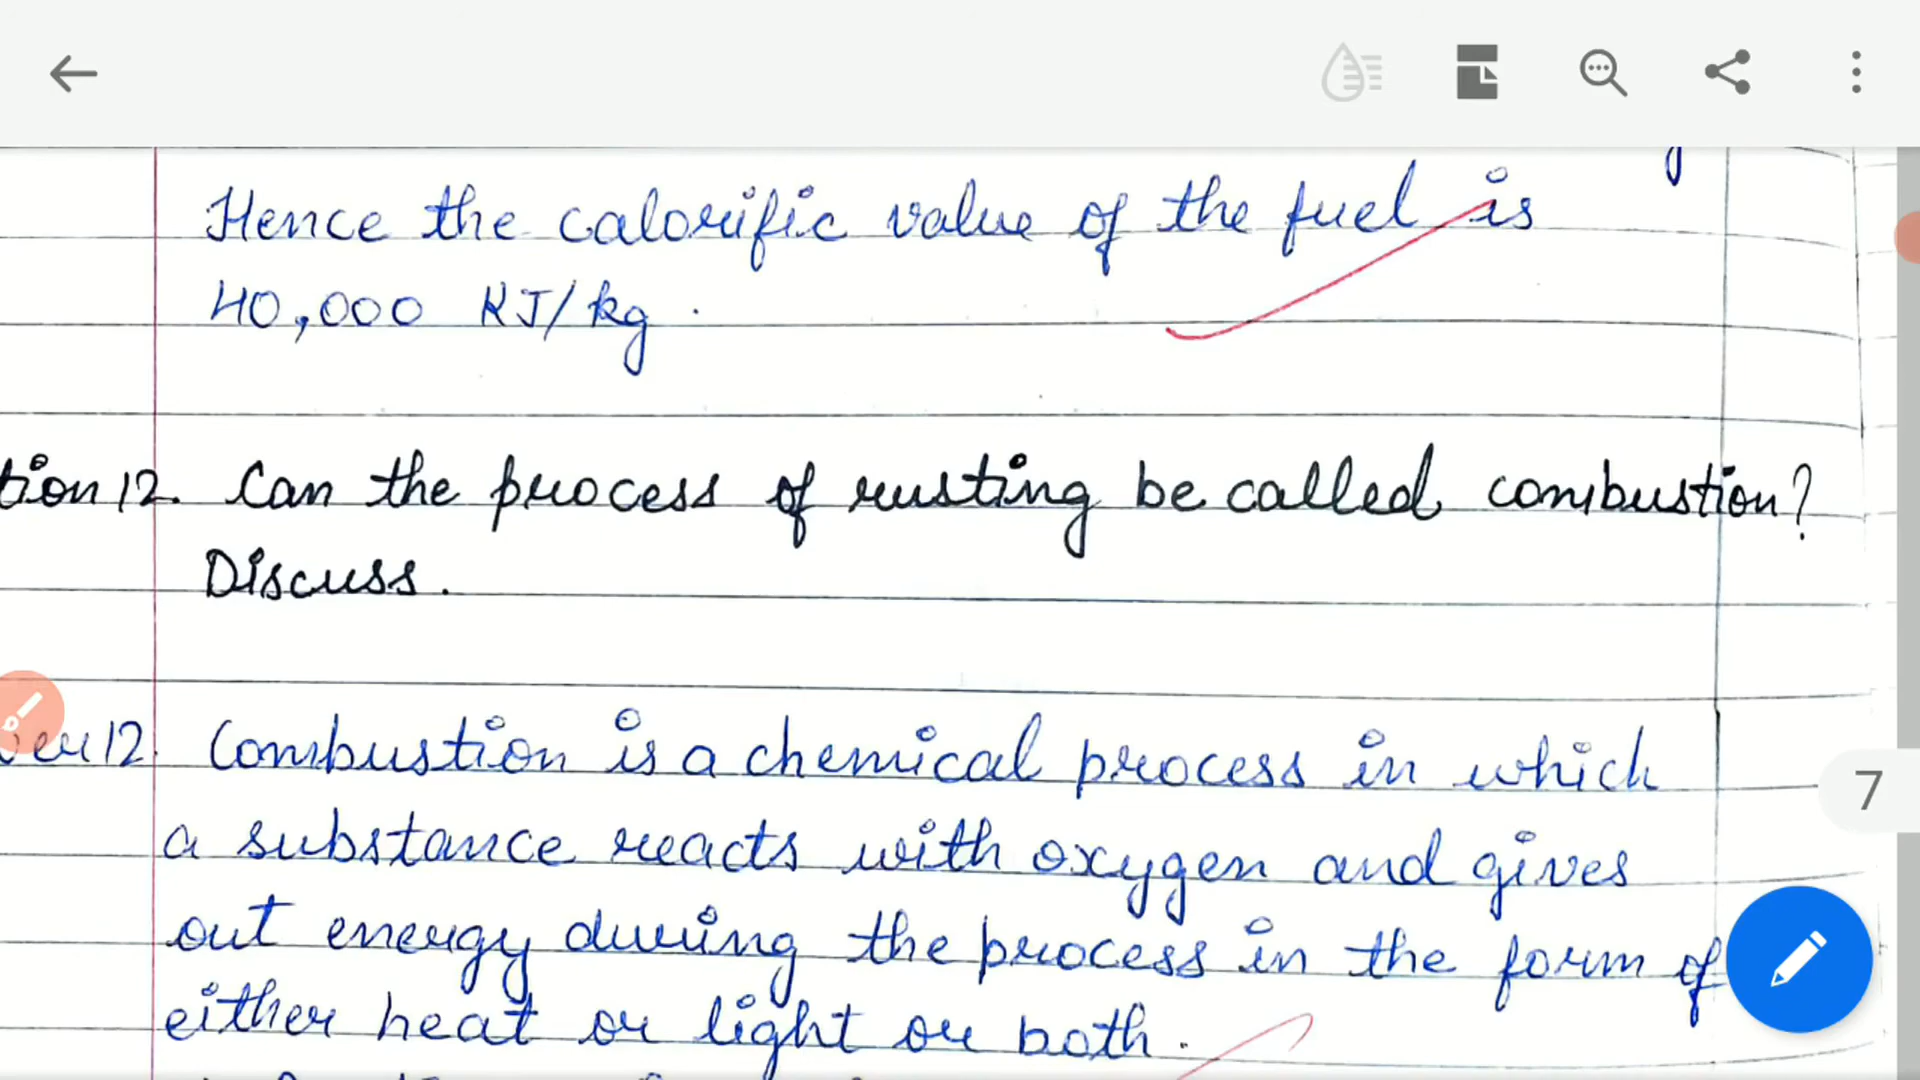 Hence the calorific value of the fuel is
40,000 KJ/kg.
tion 12. Can the process of rusting be called combustion?
Discuss.
wer 12. Combustion is a chemical process in which
a substance reacts with oxygen and gives
7
out energy during the process in the form of
either heat or light or both.